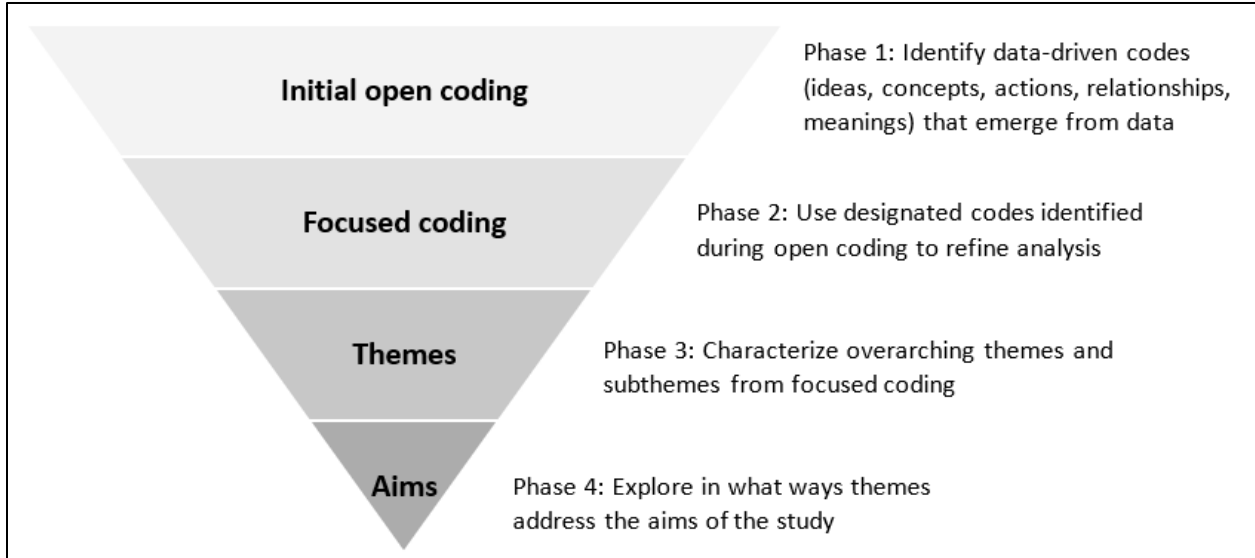 Initial open coding
Phase 1: Identify data-driven codes
(ideas, concepts, actions, relationships,
meanings) that emerge from data
Focused coding
Phase 2: Use designated codes identified
during open coding to refine analysis
Themes
Phase 3: Characterize overarching themes and
subthemes from focused coding
Aims
Phase 4: Explore in what ways themes
address the aims of the study